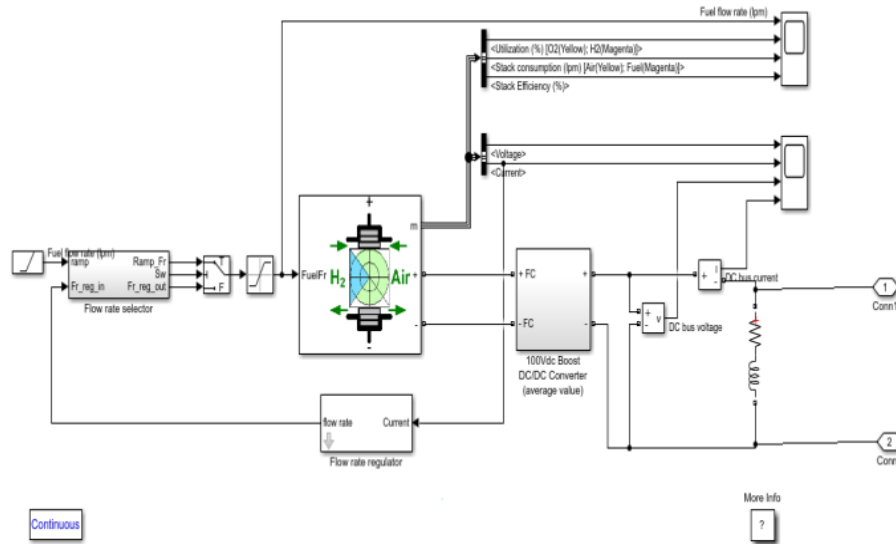 Fuel flow rate (lpm)
<Utilization (%) [O2(Yellow); H2(Magenta)]>
<Stack consumption (lpm) [Air(Yellow); Fuel(Magenta)]>
<Stack Efficiency (%)>
<Voltage>
<Current>
+
m
Fuel flow rate (lpm)
ramp
Ramp_Fr
Sw
Fr_reg_in
Fr_reg_out
Flow rate selector
T
F
FuelFr
H2
Air
+
-
-
+ FC
- FC
+
-
100Vdc Boost
DC/DC Converter
(average value)
+
i
-
DC bus current
+
-
v
DC bus voltage
1
Conn1
2
Conn
flow rate
Current
Flow rate regulator
Continuous
More Info
?